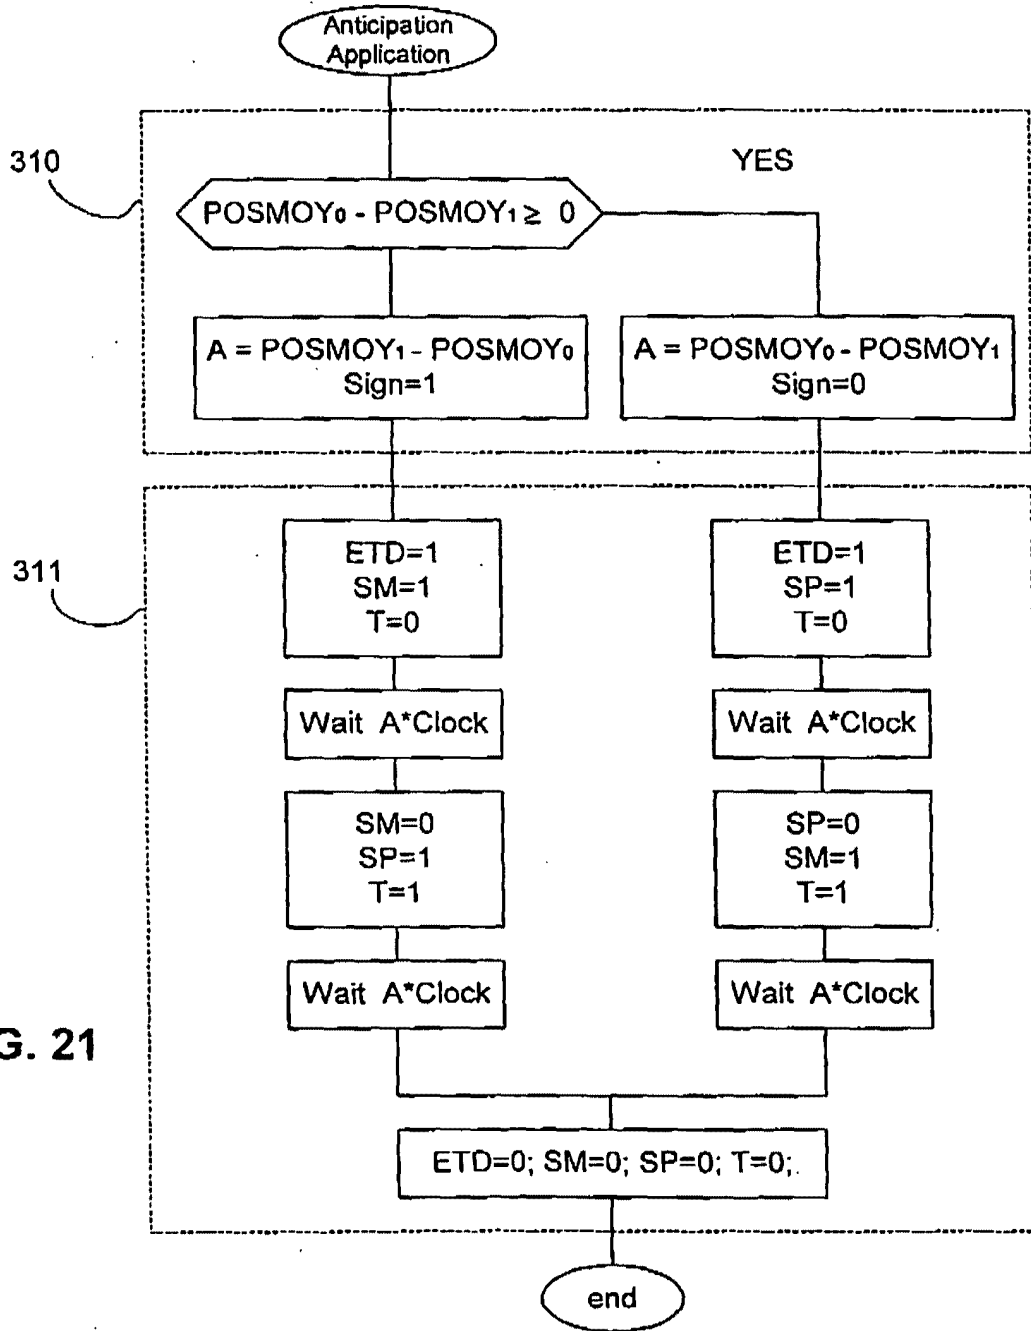 Anticipation
Application
310
YES
POSMOY₀ - POSMOY₁ ≥ 0
A = POSMOY₁ - POSMOY₀
Sign=1
A = POSMOY₀ - POSMOY₁
Sign=0
311
ETD=1
SM=1
T=0
ETD=1
SP=1
T=0
Wait A*Clock
Wait A*Clock
SM=0
SP=1
T=1
SP=0
SM=1
T=1
Wait A*Clock
Wait A*Clock
G. 21
ETD=0; SM=0; SP=0; T=0;
end